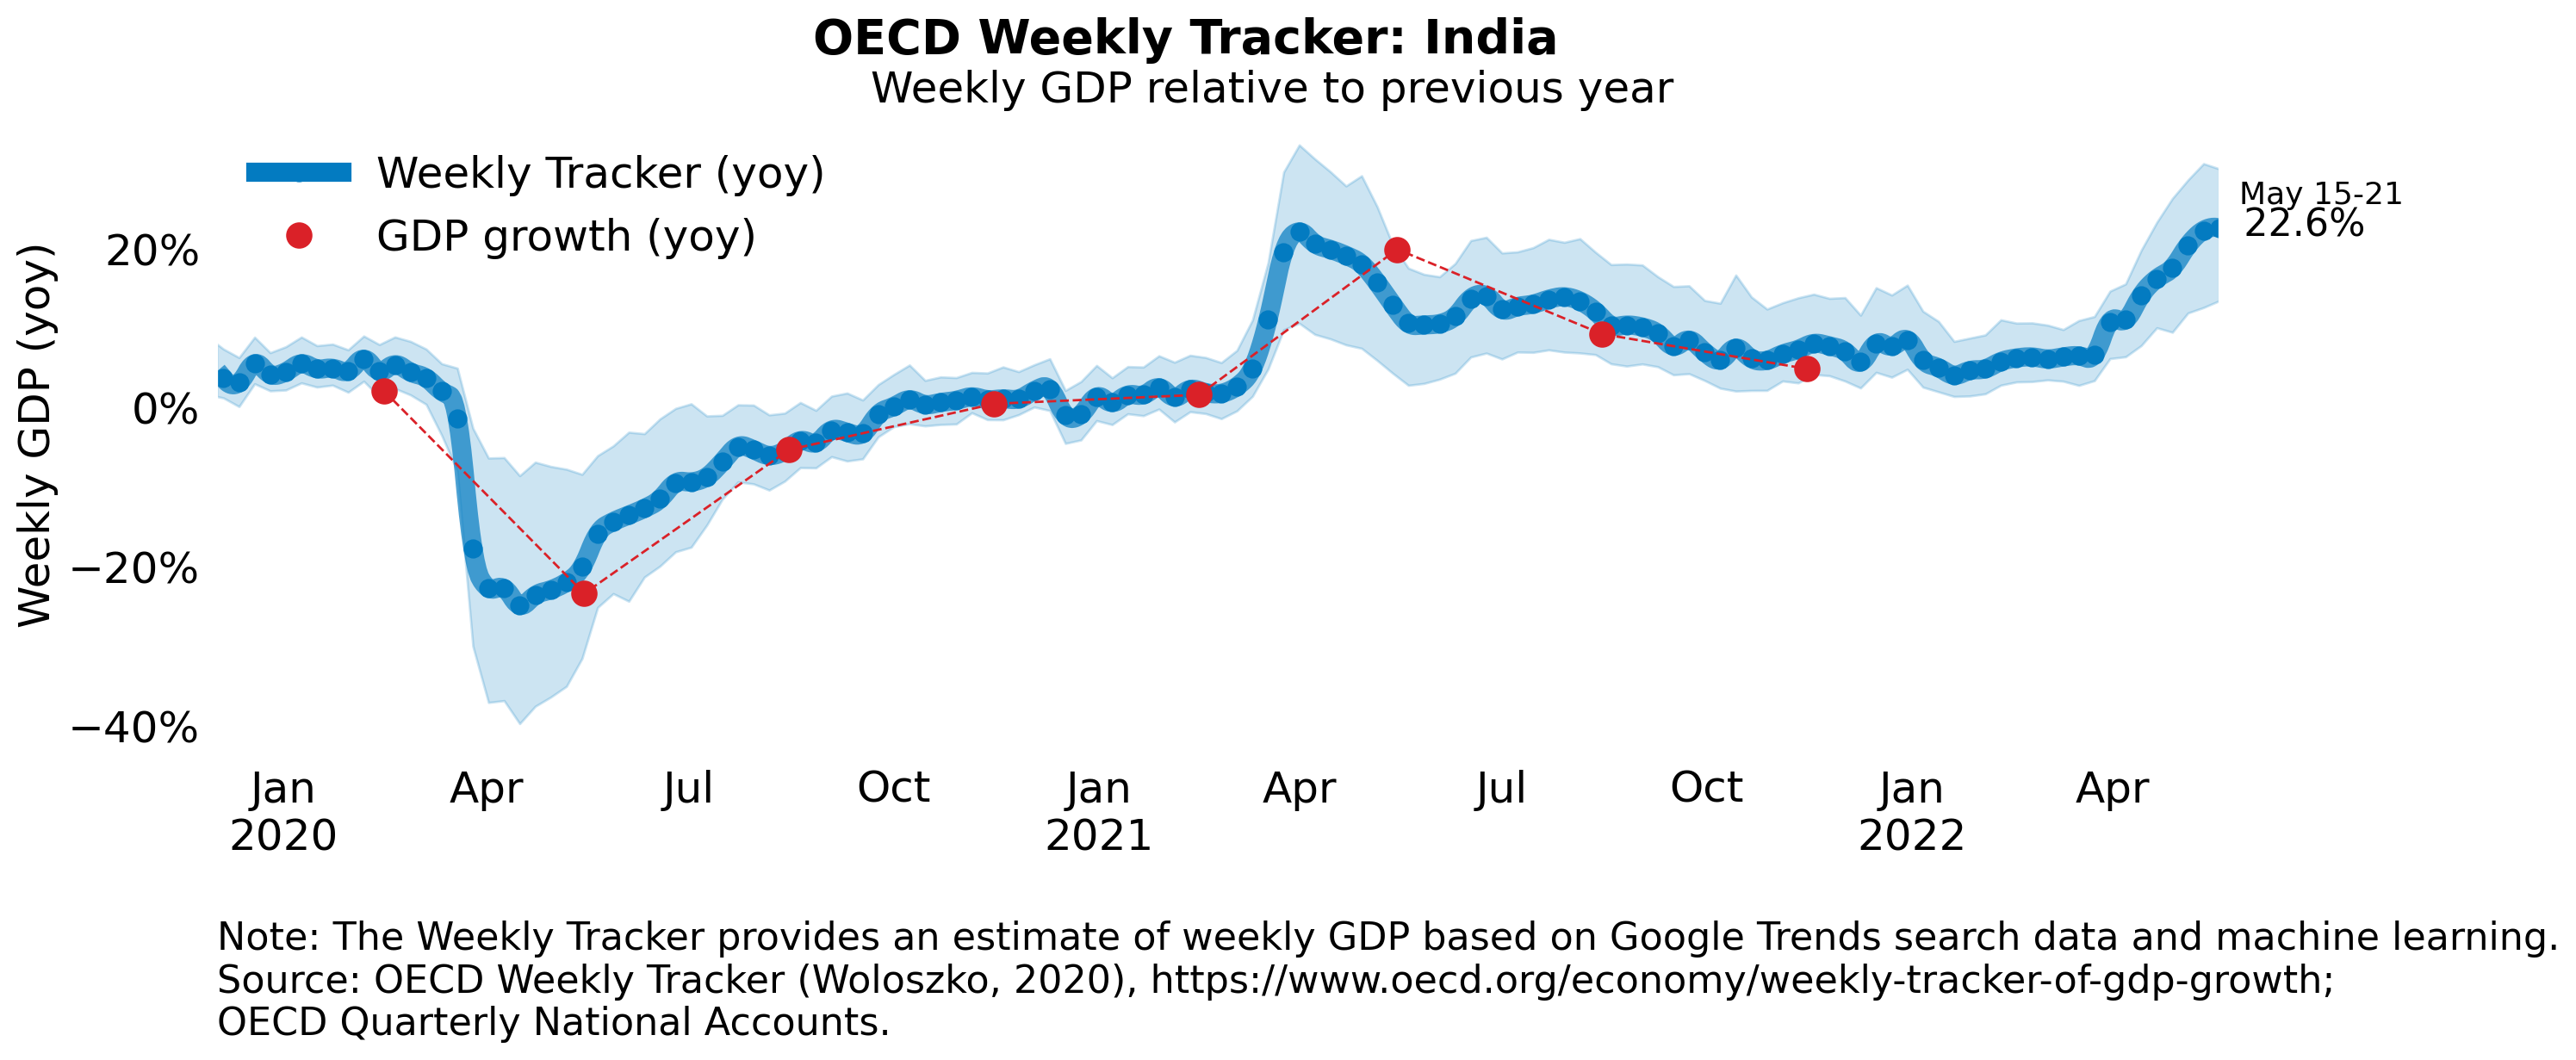 OECD Weekly Tracker: India
Weekly GDP relative to previous year
Weekly Tracker (yoy)
GDP growth (yoy)
May 15-21
22.6%
Weekly GDP (yoy)
20%
0%
−20%
−40%
Jan Apr Jul Oct Jan Apr Jul Oct Jan Apr
2020 2021 2022
Note: The Weekly Tracker provides an estimate of weekly GDP based on Google Trends search data and machine learning.
Source: OECD Weekly Tracker (Woloszko, 2020), https://www.oecd.org/economy/weekly-tracker-of-gdp-growth;
OECD Quarterly National Accounts.